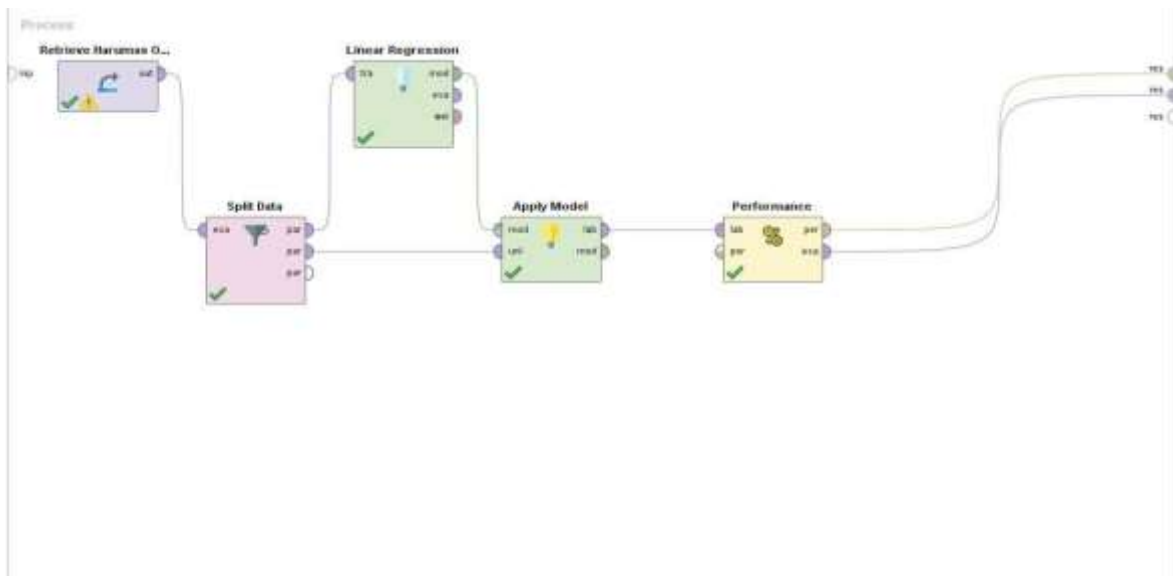 Process
Retrieve Harumas O...
inp
out
Linear Regression
tra
mod
exa
wei
res
res
res
Split Data
exa
par
par
par
Apply Model
mod
lab
unl
mod
Performance
lab
per
per
exa